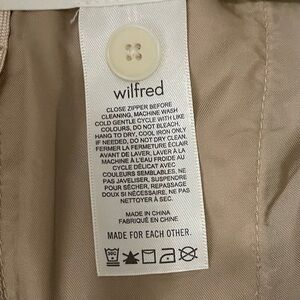 wilfred
CLOSE ZIPPER BEFORE
CLEANING, MACHINE WASH
COLD GENTLE CYCLE WITH LIKE
COLOURS, DO NOT BLEACH,
HANG TO DRY, COOL IRON ONLY
IF NEEDED, DO NOT DRY CLEAN.
FERMER LA FERMETURE ÉCLAIR
AVANT DE LAVER, LAVER À LA
MACHINE À L'EAU FROIDE AU
CYCLE DÉLICAT AVEC
COULEURS SEMBLABLES, NE
PAS JAVELISER, SUSPENDRE
POUR SÉCHER, REPASSAGE
DOUX SI NÉCESSAIRE, NE PAS
NETTOYER À SEC.
MADE IN CHINA
FABRIQUÉ EN CHINE
MADE FOR EACH OTHER.